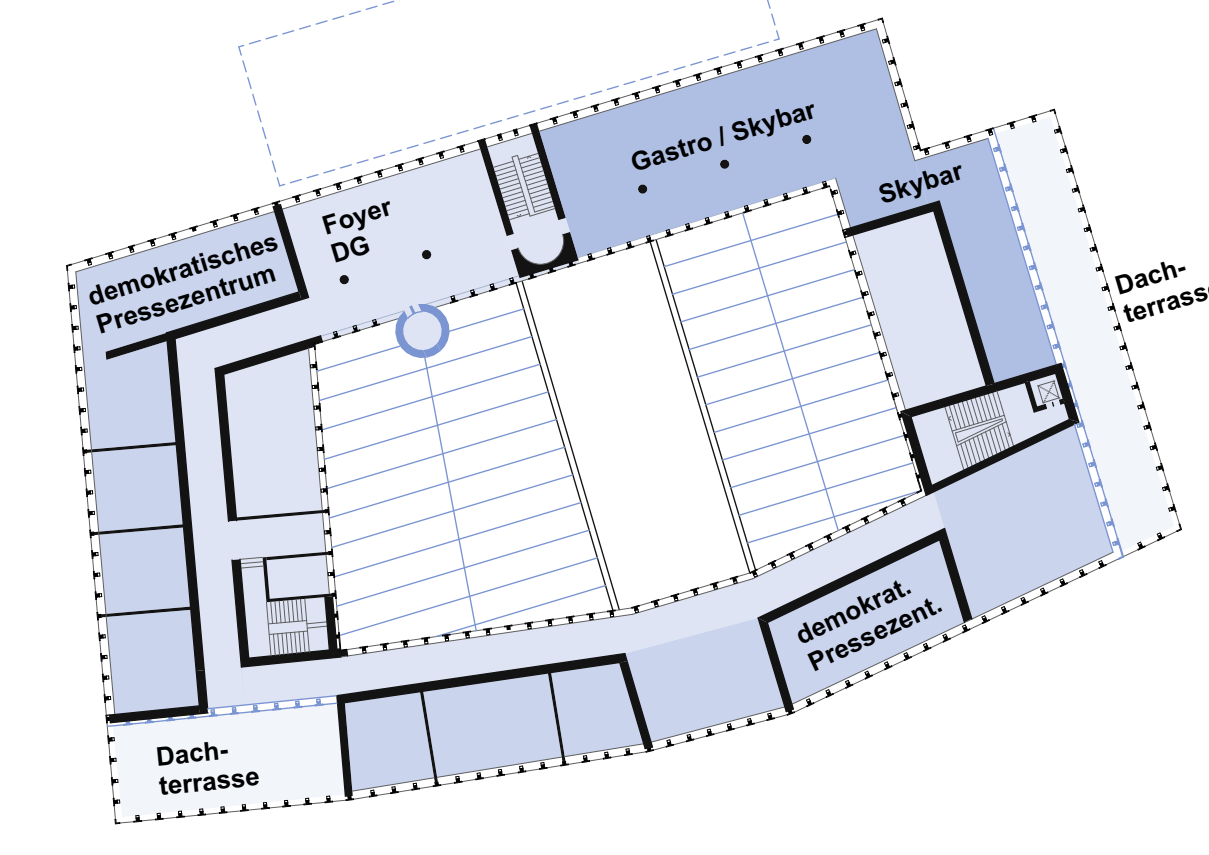 Gastro / Skybar
Skybar
Foyer
DG
demokratisches
Pressezentrum
Dach-
terrasse
demokrat.
Pressezent.
Dach-
terrasse